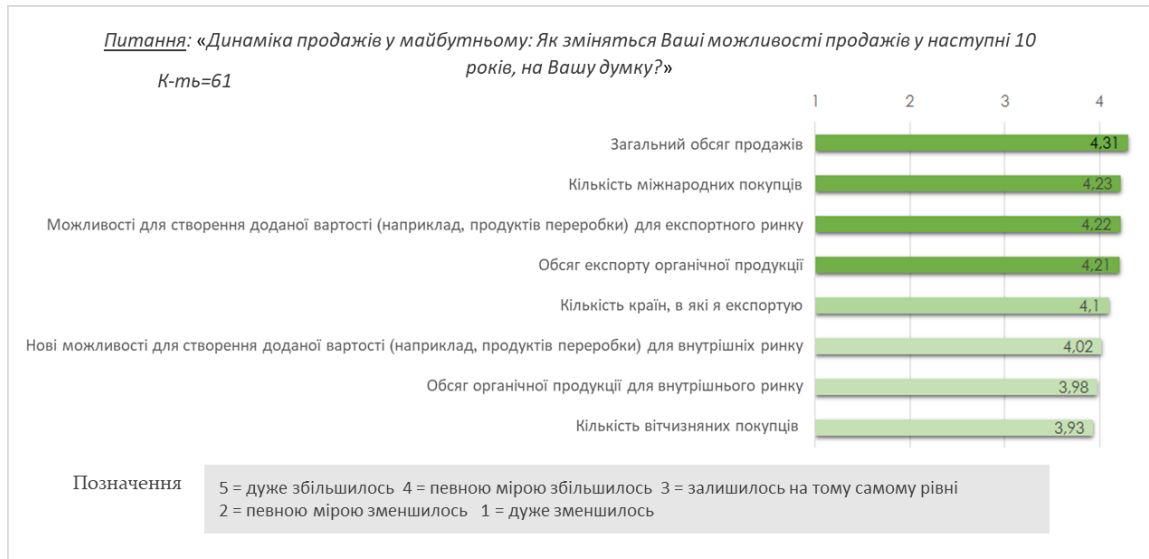 Питання: «Динаміка продажів у майбутньому: Як зміняться Ваші можливості продажів у наступні 10
років, на Вашу думку?»
К-ть=61
1 2 3 4
Загальний обсяг продажів 4,31
Кількість міжнародних покупців 4,23
Можливості для створення доданої вартості (наприклад, продуктів переробки) для експортного ринку 4,22
Обсяг експорту органічної продукції 4,21
Кількість країн, в які я експортую 4,1
Нові можливості для створення доданої вартості (наприклад, продуктів переробки) для внутрішніх ринку 4,02
Обсяг органічної продукції для внутрішнього ринку 3,98
Кількість вітчизняних покупців 3,93
Позначення
5 = дуже збільшилось 4 = певною мірою збільшилось 3 = залишилось на тому самому рівні
2 = певною мірою зменшилось 1 = дуже зменшилось